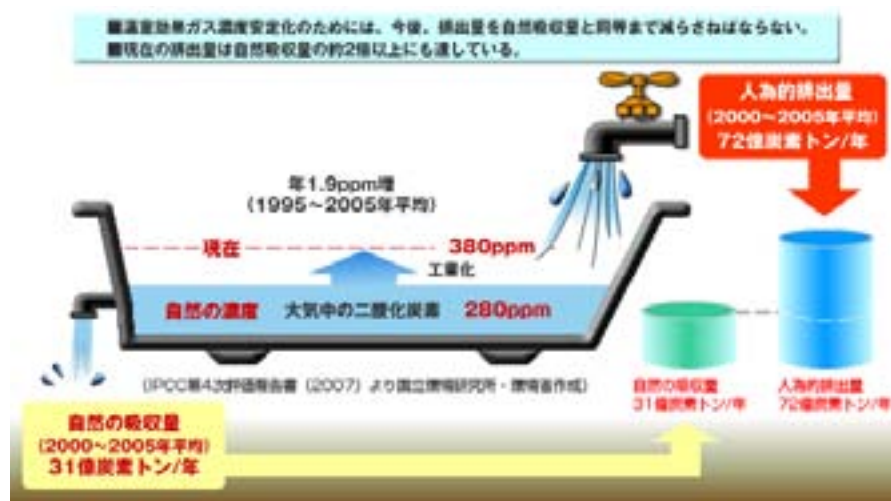 ■温室効果ガス濃度安定化のためには、今後、排出量を自然吸収量と同等まで減らさねばならない。
■現在の排出量は自然吸収量の約2倍以上にも達している。
人為的排出量
(2000〜2005年平均)
72億炭素トン/年
年1.9ppm増
(1995〜2005年平均)
現在
380ppm
工業化
自然の濃度 大気中の二酸化炭素 280ppm
(IPCC第4次評価報告書(2007)より国立環境研究所・環境省作成)
自然の吸収量
31億炭素トン/年
人為的排出量
72億炭素トン/年
自然の吸収量
(2000〜2005年平均)
31億炭素トン/年